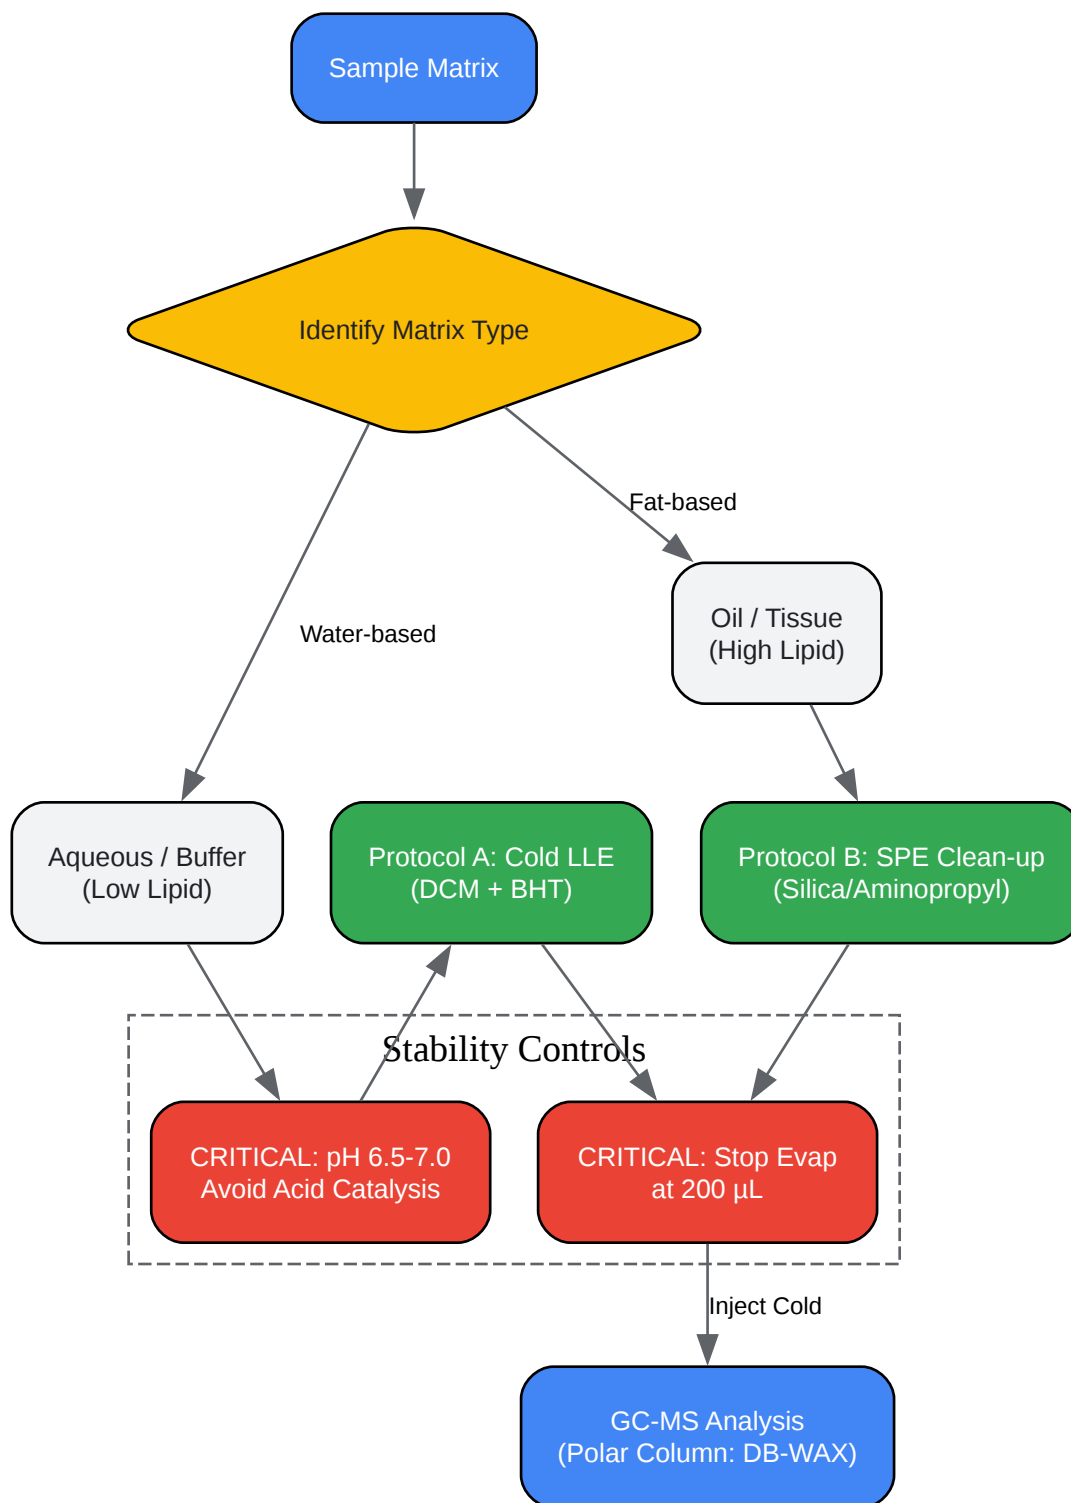 Sample Matrix
Identify Matrix Type
Fat-based
Oil / Tissue
(High Lipid)
Water-based
Aqueous / Buffer
(Low Lipid)
Protocol A: Cold LLE
(DCM + BHT)
Protocol B: SPE Clean-up
(Silica/Aminopropyl)
Stability Controls
CRITICAL: pH 6.5-7.0
Avoid Acid Catalysis
CRITICAL: Stop Evap
at 200 µL
Inject Cold
GC-MS Analysis
(Polar Column: DB-WAX)